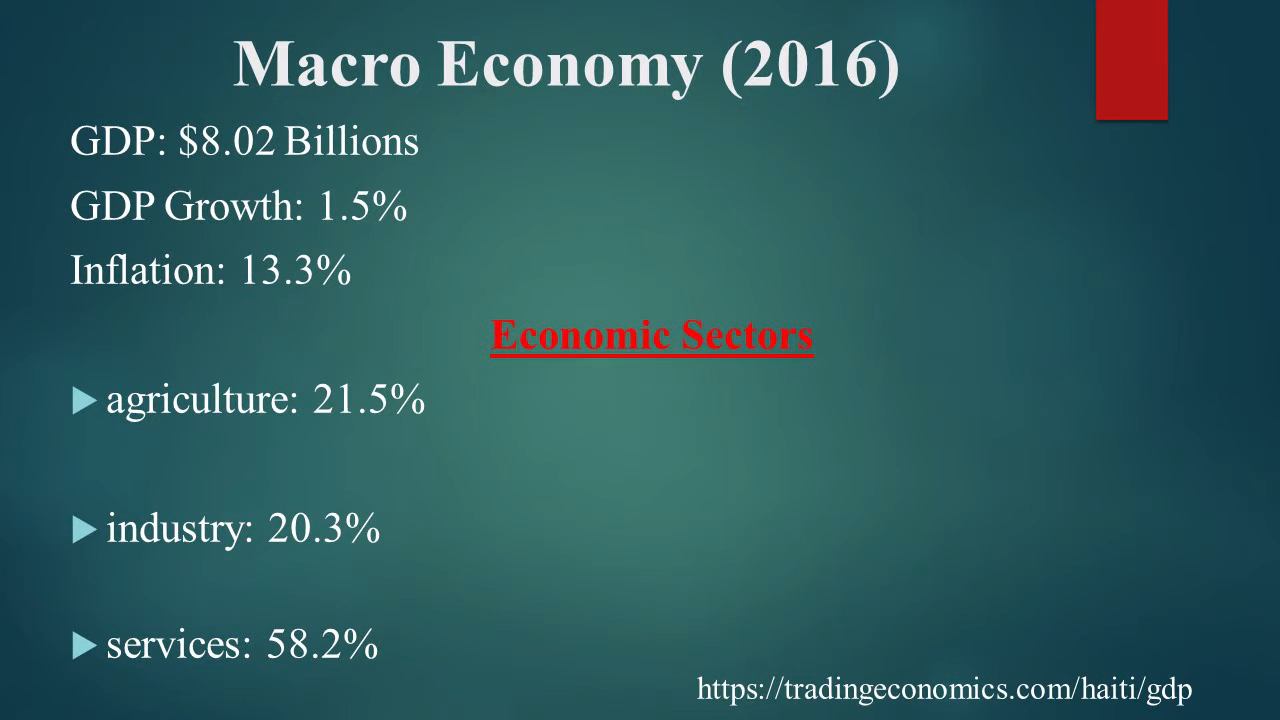 Macro Economy (2016)
GDP: $8.02 Billions
GDP Growth: 1.5%
Inflation: 13.3%
Economic Sectors
agriculture: 21.5%
industry: 20.3%
services: 58.2%
https://tradingeconomics.com/haiti/gdp